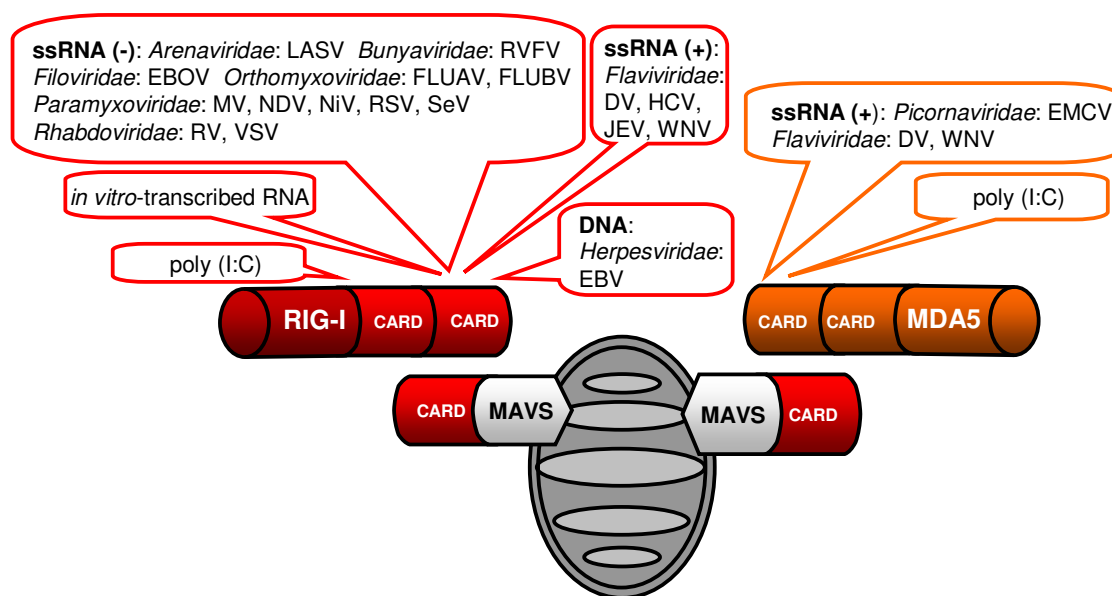 ssRNA (-): Arenaviridae: LASV Bunyaviridae: RVFV
Filoviridae: EBOV Orthomyxoviridae: FLUAV, FLUBV
Paramyxoviridae: MV, NDV, NiV, RSV, SeV
Rhabdoviridae: RV, VSV
ssRNA (+):
Flaviviridae:
DV, HCV,
JEV, WNV
ssRNA (+): Picornaviridae: EMCV
Flaviviridae: DV, WNV
in vitro-transcribed RNA
poly (I:C)
DNA:
Herpesviridae:
EBV
poly (I:C)
RIG-I CARD CARD
CARD CARD MDA5
CARD MAVS
MAVS CARD